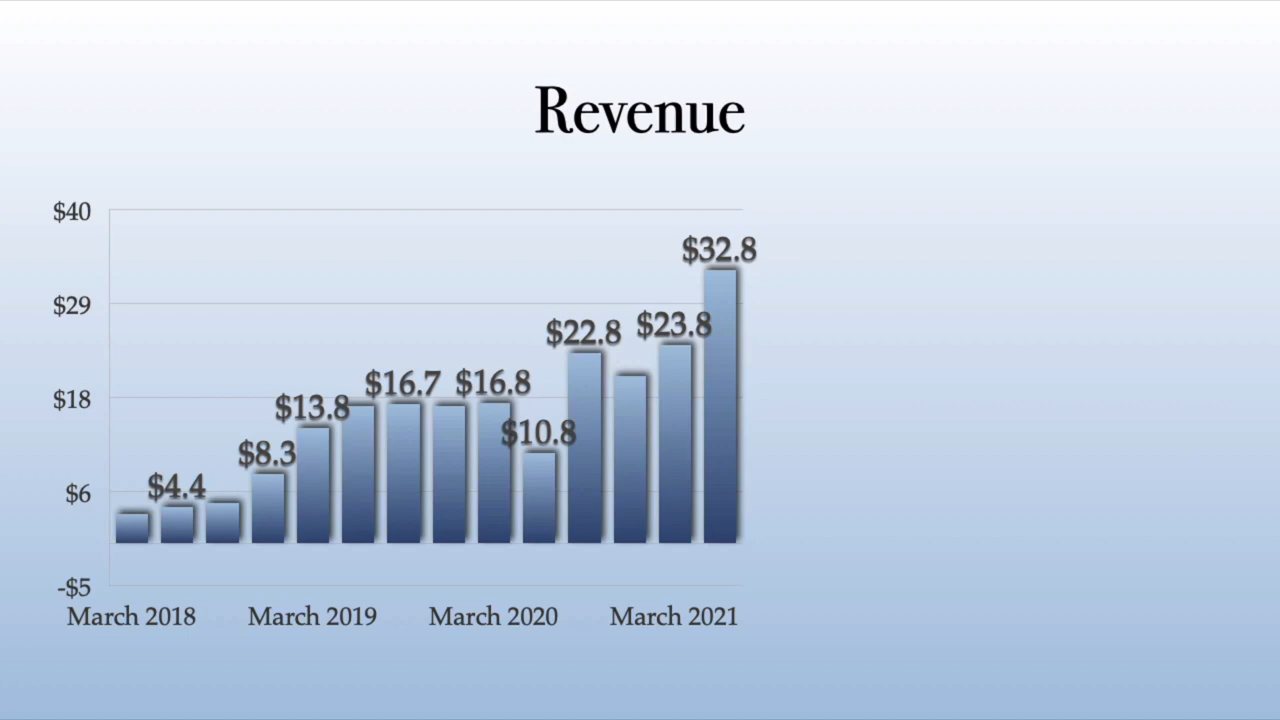 Revenue
$40
$29
$18
$6
-$5
$4.4
$8.3
$13.8
$16.7
$16.8
$10.8
$22.8
$23.8
$32.8
March 2018
March 2019
March 2020
March 2021